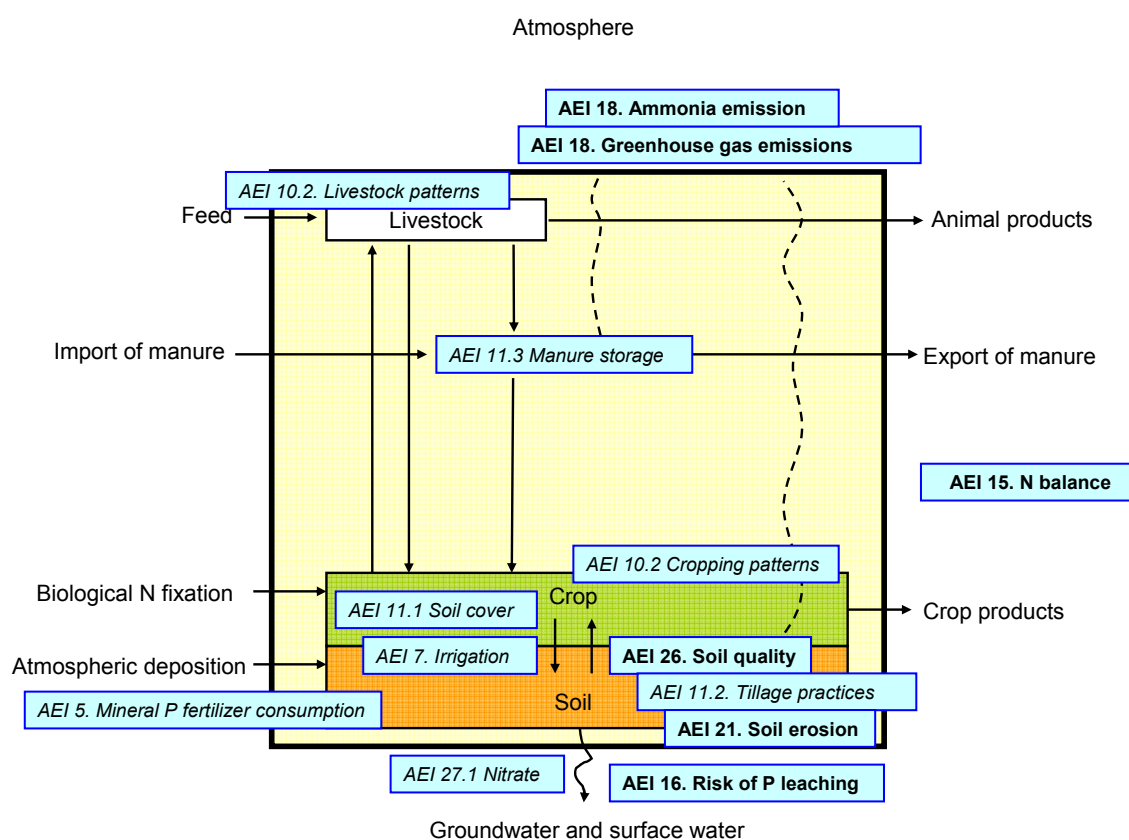 Atmosphere
AEI 18. Ammonia emission
AEI 18. Greenhouse gas emissions
AEI 10.2. Livestock patterns
Feed
Livestock
Animal products
Import of manure
AEI 11.3 Manure storage
Export of manure
AEI 15. N balance
AEI 10.2 Cropping patterns
Biological N fixation
AEI 11.1 Soil cover
Crop
Crop products
Atmospheric deposition
AEI 7. Irrigation
AEI 26. Soil quality
AEI 11.2. Tillage practices
AEI 5. Mineral P fertilizer consumption
Soil
AEI 21. Soil erosion
AEI 27.1 Nitrate
AEI 16. Risk of P leaching
Groundwater and surface water